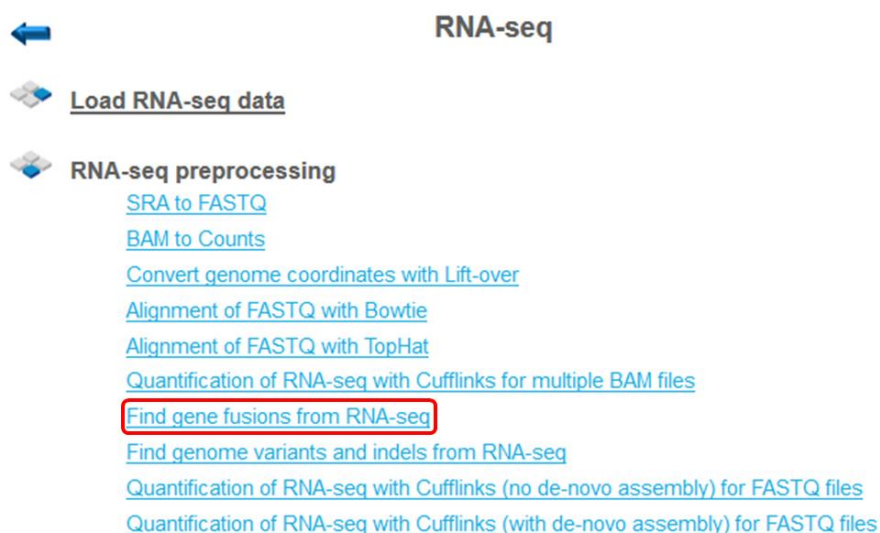 RNA-seq
Load RNA-seq data
RNA-seq preprocessing
SRA to FASTQ
BAM to Counts
Convert genome coordinates with Lift-over
Alignment of FASTQ with Bowtie
Alignment of FASTQ with TopHat
Quantification of RNA-seq with Cufflinks for multiple BAM files
Find gene fusions from RNA-seq
Find genome variants and indels from RNA-seq
Quantification of RNA-seq with Cufflinks (no de-novo assembly) for FASTQ files
Quantification of RNA-seq with Cufflinks (with de-novo assembly) for FASTQ files